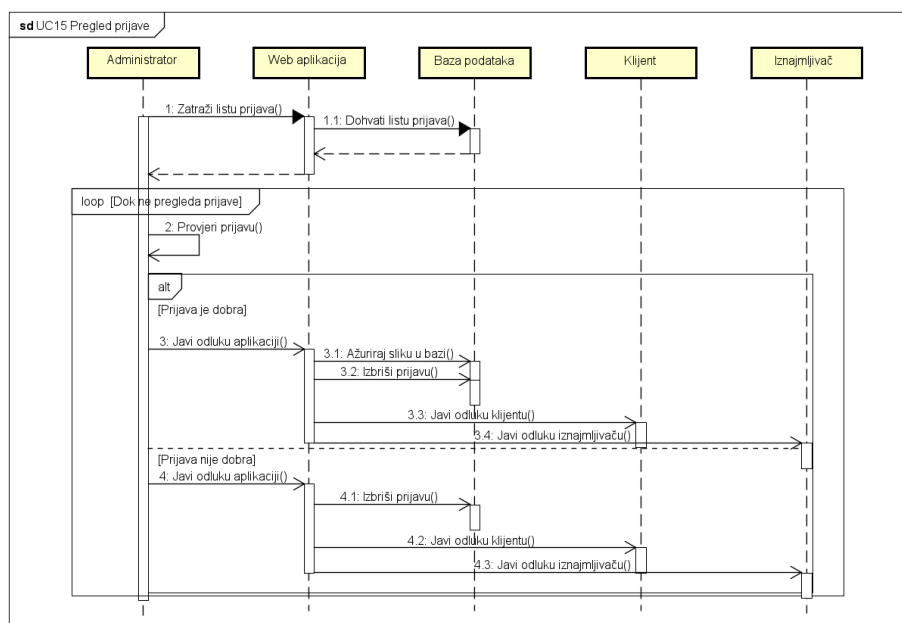 sd UC15 Pregled prijave
Administrator
Web aplikacija
Baza podataka
Klijent
Iznajmljivač
1: Zatraži listu prijava()
1.1: Dohvati listu prijava()
loop [Dok ne pregleda prijave]
2: Provjeri prijavu()
alt
[Prijava je dobra]
3: Javi odluku aplikaciji()
3.1: Ažuriraj sliku u bazi()
3.2: Izbriši prijavu()
3.3: Javi odluku klijentu()
3.4: Javi odluku iznajmljivaču()
[Prijava nije dobra]
4: Javi odluku aplikaciji()
4.1: Izbriši prijavu()
4.2: Javi odluku klijentu()
4.3: Javi odluku iznajmljivaču()